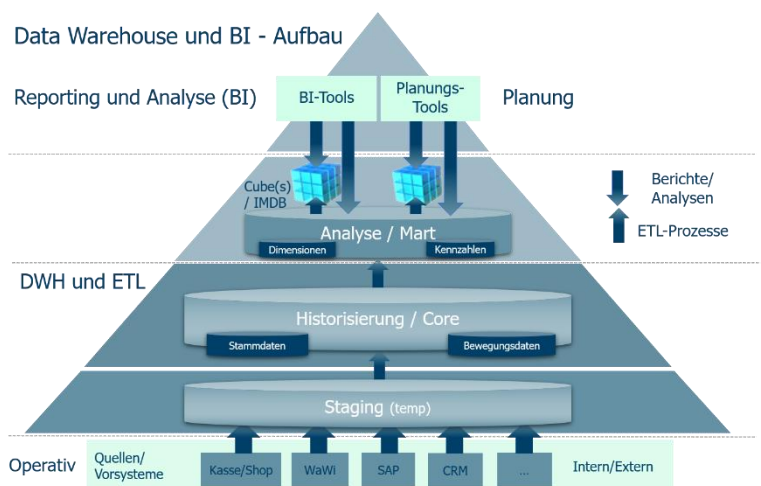 Data Warehouse und BI - Aufbau
Reporting und Analyse (BI)
BI-Tools
Planungs-
Tools
Planung
Cube(s)
/ IMDB
Berichte/
Analysen
ETL-Prozesse
Analyse / Mart
Dimensionen
Kennzahlen
DWH und ETL
Historisierung / Core
Stammdaten
Bewegungsdaten
Staging (temp)
Operativ
Quellen/
Vorsysteme
Kasse/Shop
WaWi
SAP
CRM
...
Intern/Extern